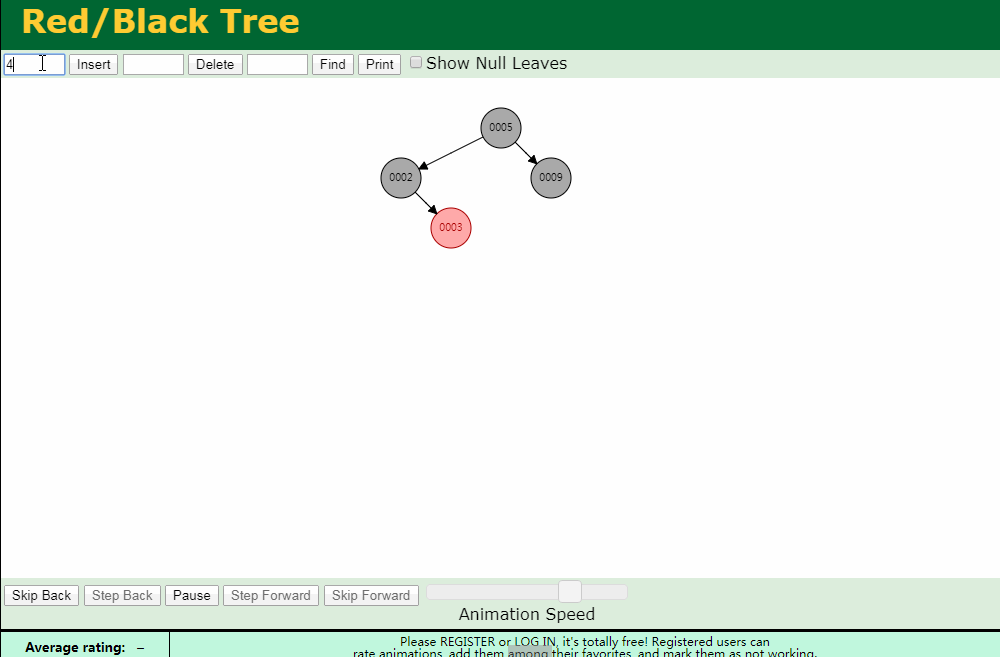 Red/Black Tree
4 Insert Delete Find Print Show Null Leaves
0005
0002 0009
0003
Skip Back Step Back Pause Step Forward Skip Forward
Animation Speed
Average rating: –
Please REGISTER or LOG IN, it's totally free! Registered users can
rate animations, add them among their favorites, and mark them as not working.